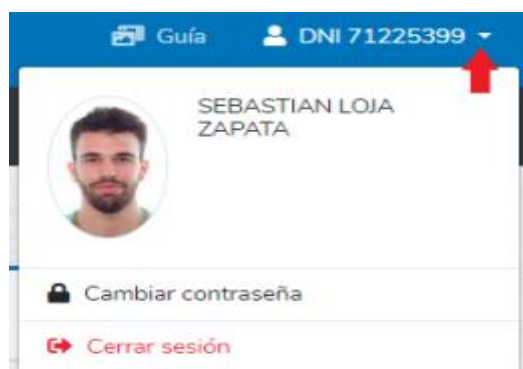 Guía DNI 71225399
SEBASTIAN LOJA
ZAPATA
Cambiar contraseña
Cerrar sesión